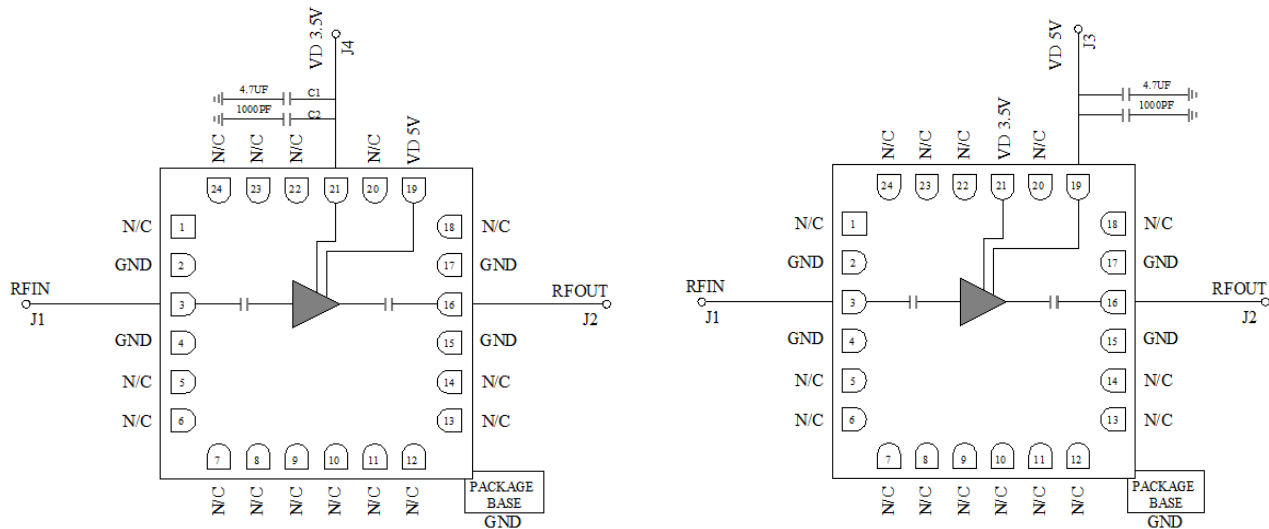 VD 3.5V
J4
4.7UF
C1
1000PF
C2
N/C
N/C
N/C
N/C
VD 5V
24
23
22
21
20
19
N/C
1
18
N/C
GND
2
17
GND
RFIN
3
16
RFOUT
J1
J2
GND
4
15
GND
N/C
5
14
N/C
N/C
6
13
N/C
7
8
9
10
11
12
N/C
N/C
N/C
N/C
N/C
N/C
PACKAGE
BASE
GND
VD 5V
J3
4.7UF
1000PF
N/C
N/C
N/C
VD 3.5V
N/C
24
23
22
21
20
19
N/C
1
18
N/C
GND
2
17
GND
RFIN
3
16
RFOUT
J1
J2
GND
4
15
GND
N/C
5
14
N/C
N/C
6
13
N/C
7
8
9
10
11
12
N/C
N/C
N/C
N/C
N/C
N/C
PACKAGE
BASE
GND